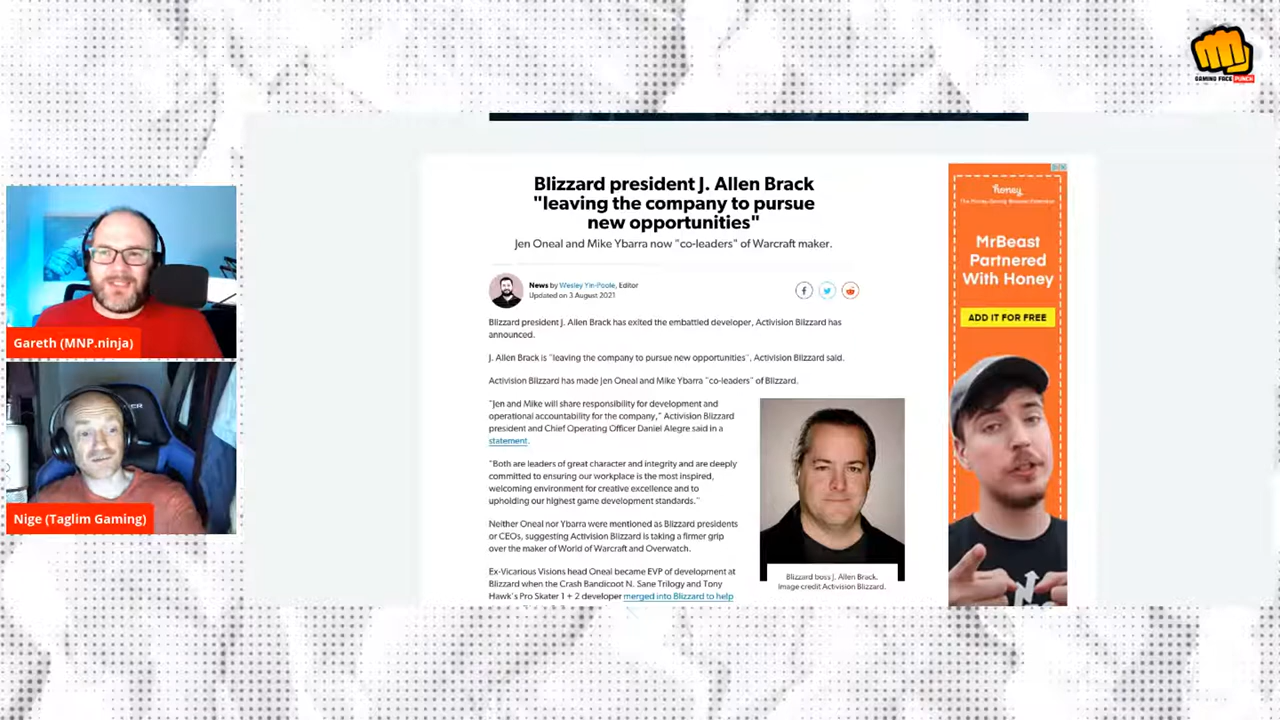 GAMING FACE PUNCH
Blizzard president J. Allen Brack
"leaving the company to pursue
new opportunities"
Jen Oneal and Mike Ybarra now "co-leaders" of Warcraft maker.
News by Wesley Yin-Poole, Editor
Updated on 3 August 2021
Blizzard president J. Allen Brack has exited the embattled developer, Activision Blizzard has
announced.
J. Allen Brack is "leaving the company to pursue new opportunities", Activision Blizzard said.
Activision Blizzard has made Jen Oneal and Mike Ybarra "co-leaders" of Blizzard.
"Jen and Mike will share responsibility for development and
operational accountability for the company," Activision Blizzard
president and Chief Operating Officer Daniel Alegre said in a
statement.
"Both are leaders of great character and integrity and are deeply
committed to ensuring our workplace is the most inspired,
welcoming environment for creative excellence and to
upholding our highest game development standards."
Neither Oneal nor Ybarra were mentioned as Blizzard presidents
or CEOs, suggesting Activision Blizzard is taking a firmer grip
over the maker of World of Warcraft and Overwatch.
Ex-Vicarious Visions head Oneal became EVP of development at
Blizzard when the Crash Bandicoot N. Sane Trilogy and Tony
Hawk's Pro Skater 1 + 2 developer merged into Blizzard to help
Blizzard boss J. Allen Brack.
Image credit Activision Blizzard.
honey
MrBeast
Partnered
With Honey
ADD IT FOR FREE
Gareth (MNP.ninja)
Nige (Taglim Gaming)